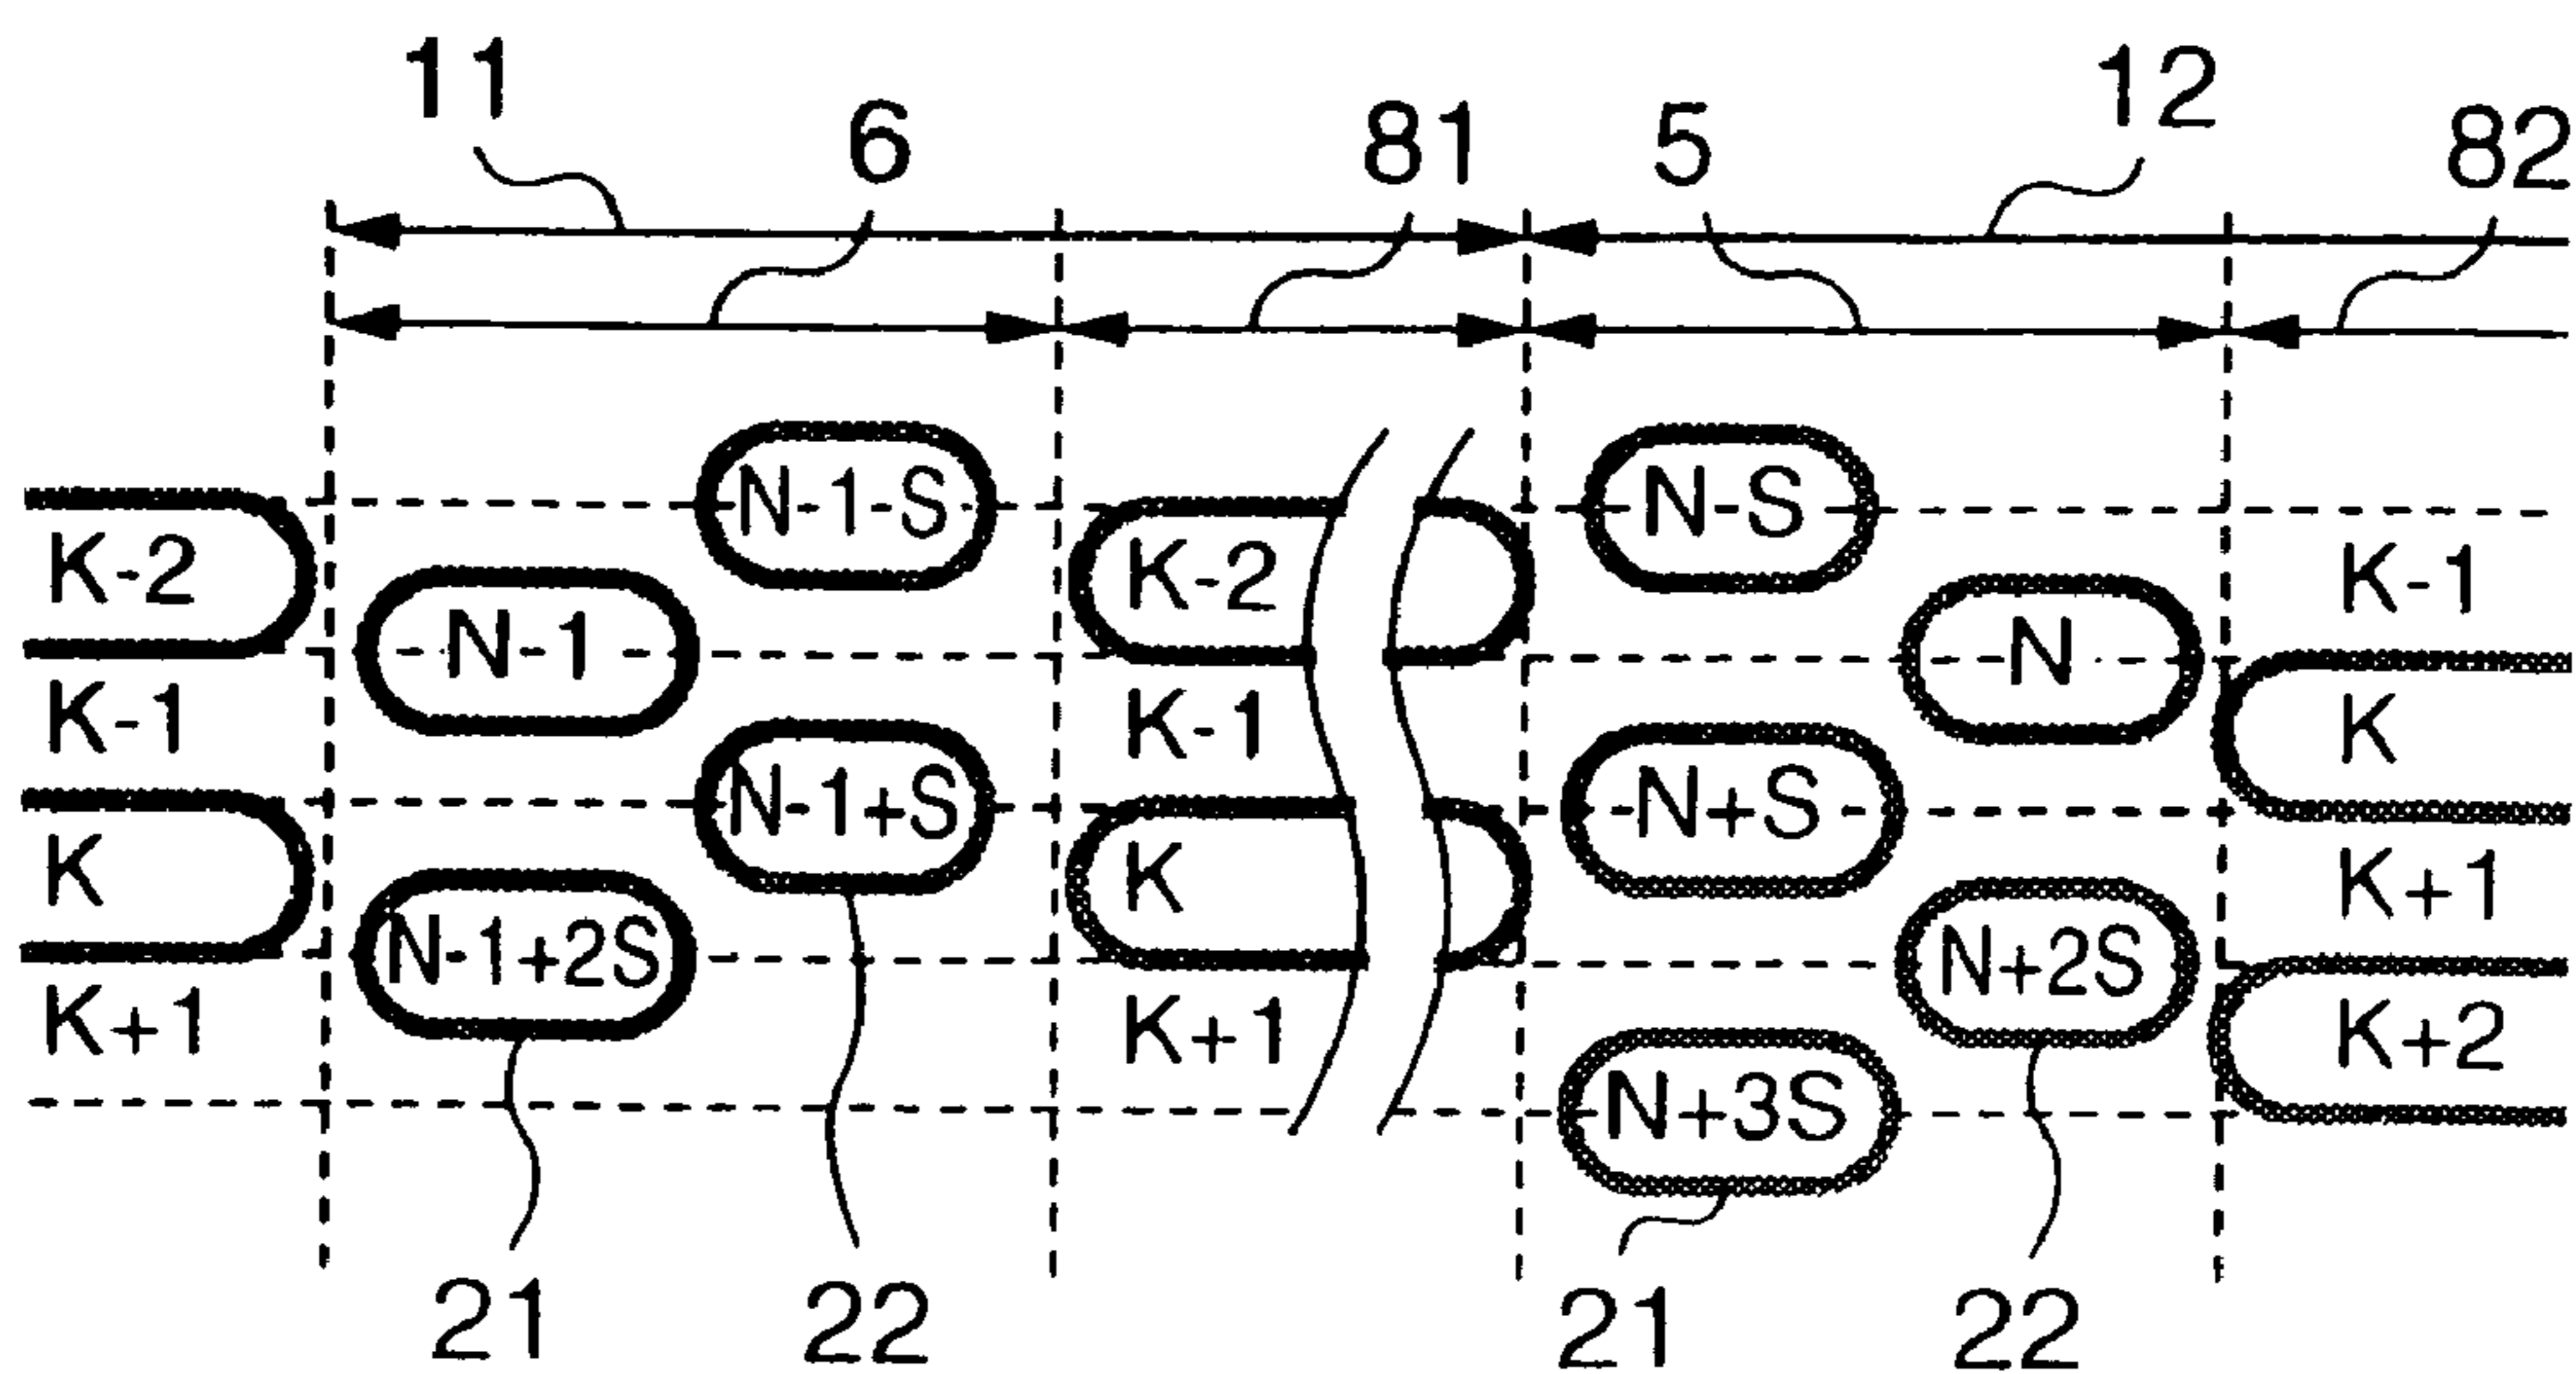 11 6 81 5 12 82
N-1-S N-S
K-2 K-2 K-1
N-1 N
K-1 K-1 K
N-1+S N+S
K K K+1
N-1+2S N+2S
K+1 K+1 K+2
N+3S
21 22 21 22